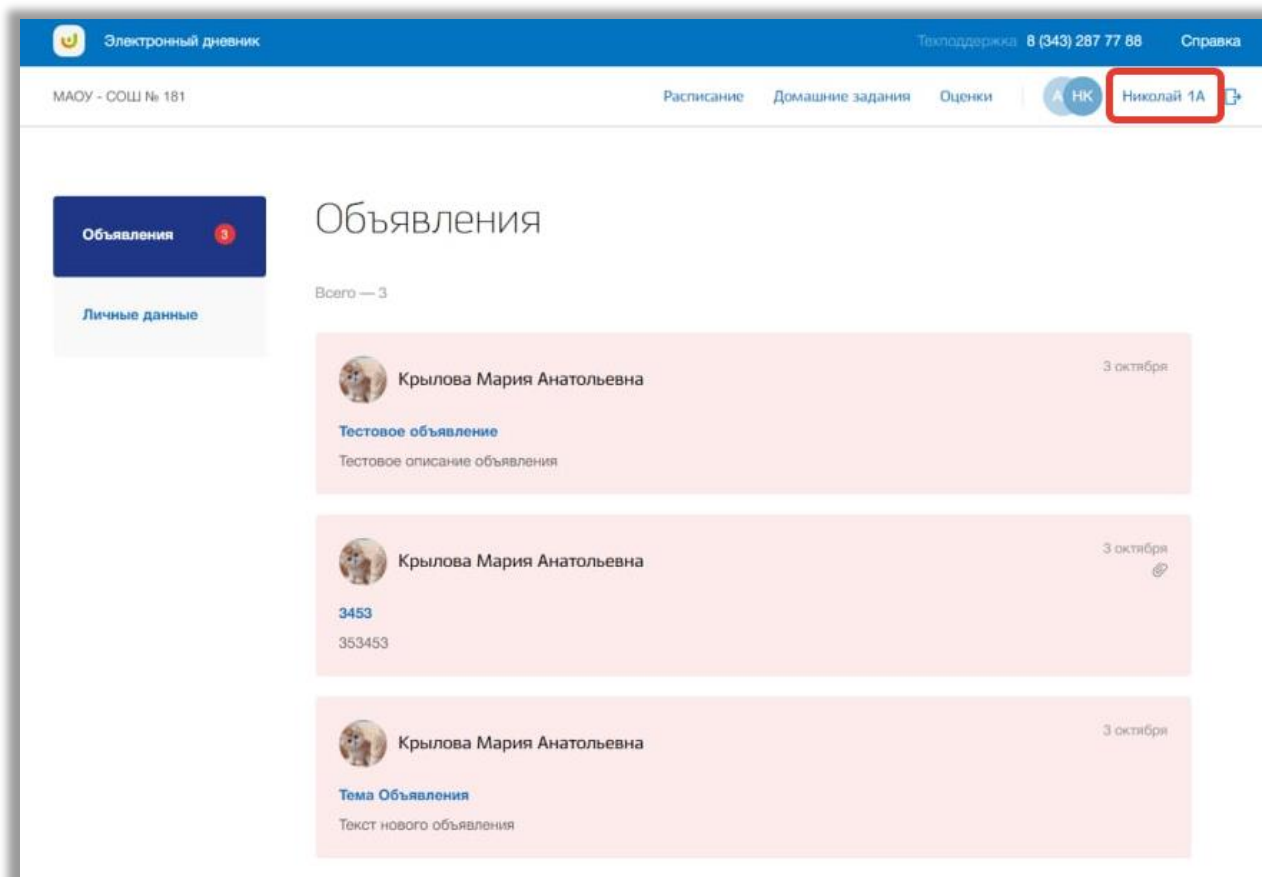 Электронный дневник Техподдержка 8 (343) 287 77 88 Справка
МАОУ - СОШ № 181 Расписание Домашние задания Оценки А НК Николай 1А
Объявления 3
Личные данные
Объявления
Всего — 3
Крылова Мария Анатольевна 3 октября
Тестовое объявление
Тестовое описание объявления
Крылова Мария Анатольевна 3 октября
3453
353453
Крылова Мария Анатольевна 3 октября
Тема Объявления
Текст нового объявления